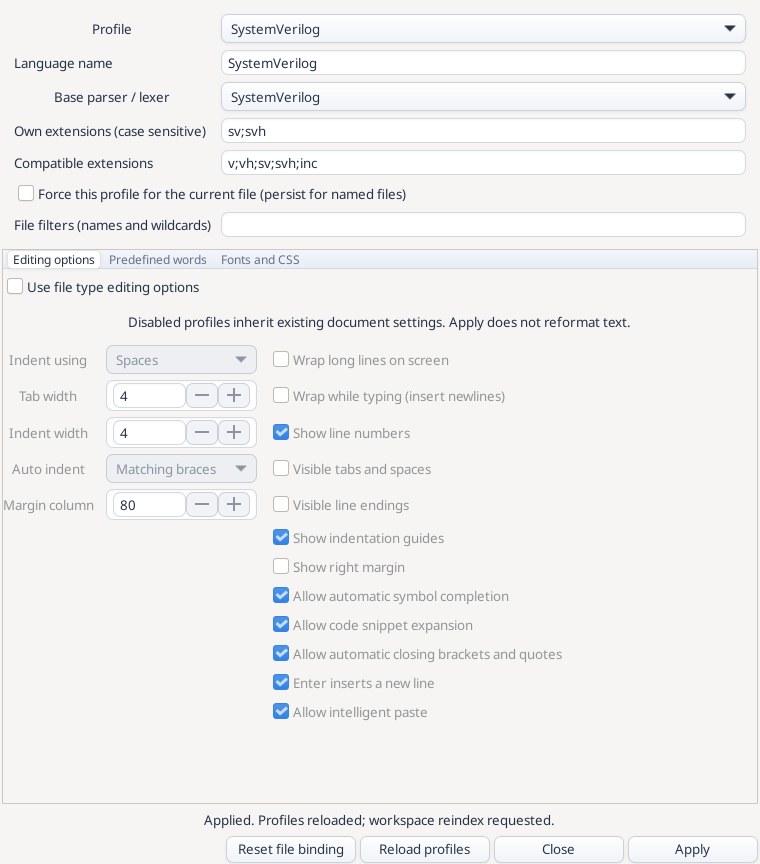 Profile SystemVerilog
Language name SystemVerilog
Base parser / lexer SystemVerilog
Own extensions (case sensitive) sv;svh
Compatible extensions v;vh;sv;svh;inc
Force this profile for the current file (persist for named files)
File filters (names and wildcards)
Editing options Predefined words Fonts and CSS
Use file type editing options
Disabled profiles inherit existing document settings. Apply does not reformat text.
Indent using Spaces Wrap long lines on screen
Tab width 4 Wrap while typing (insert newlines)
Indent width 4 Show line numbers
Auto indent Matching braces Visible tabs and spaces
Margin column 80 Visible line endings
Show indentation guides
Show right margin
Allow automatic symbol completion
Allow code snippet expansion
Allow automatic closing brackets and quotes
Enter inserts a new line
Allow intelligent paste
Applied. Profiles reloaded; workspace reindex requested.
Reset file binding Reload profiles Close Apply